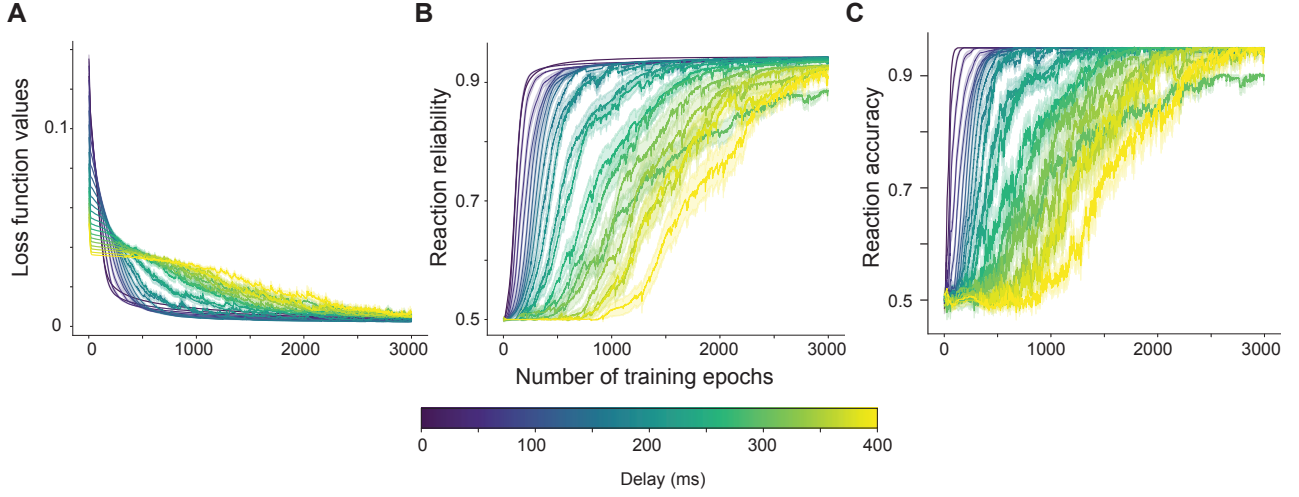 A
B
C
Loss function values
0.1
0
0 1000 2000 3000
Reaction reliability
0.9
0.7
0.5
0 1000 2000 3000
Reaction accuracy
0.9
0.7
0.5
0 1000 2000 3000
Number of training epochs
0 100 200 300 400
Delay (ms)